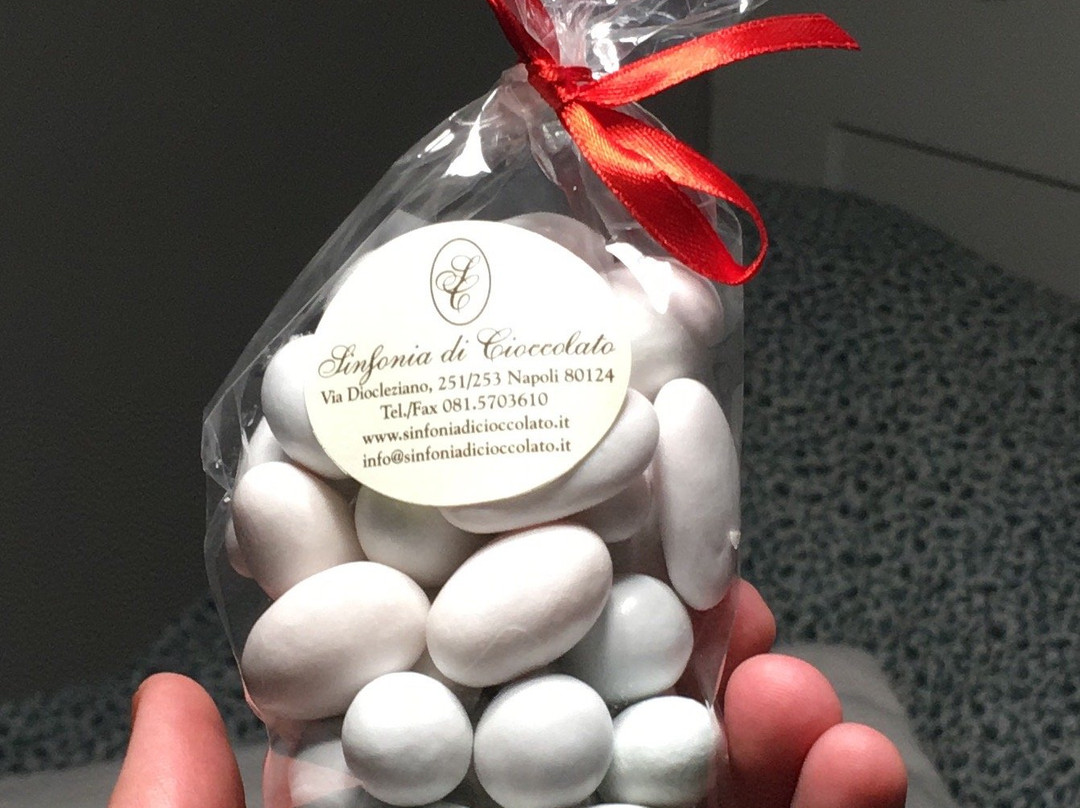 SC
Sinfonia di Cioccolato
Via Diocleziano, 251/253 Napoli 80124
Tel./Fax 081.5703610
www.sinfoniadicioccolato.it
info@sinfoniadicioccolato.it